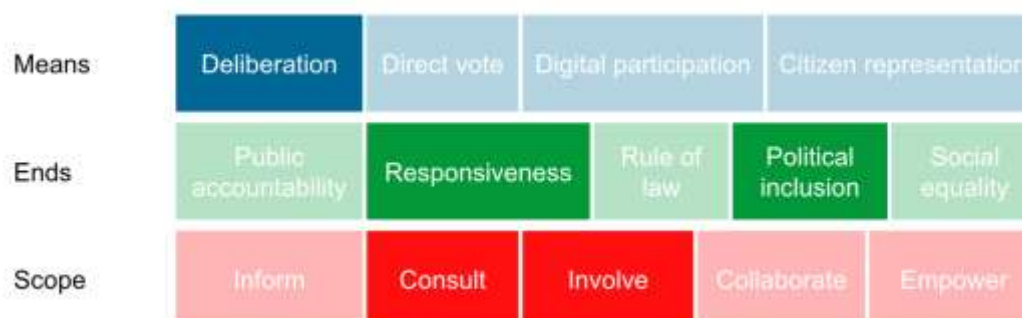 Means
Deliberation
Direct vote
Digital participation
Citizen representation
Ends
Public
accountability
Responsiveness
Rule of
law
Political
inclusion
Social
equality
Scope
Inform
Consult
Involve
Collaborate
Empower